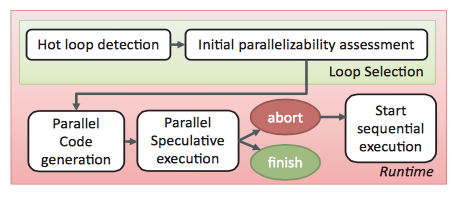 Hot loop detection
Initial parallelizability assessment
Loop Selection
Parallel
Code
generation
Parallel
Speculative
execution
abort
finish
Start
sequential
execution
Runtime